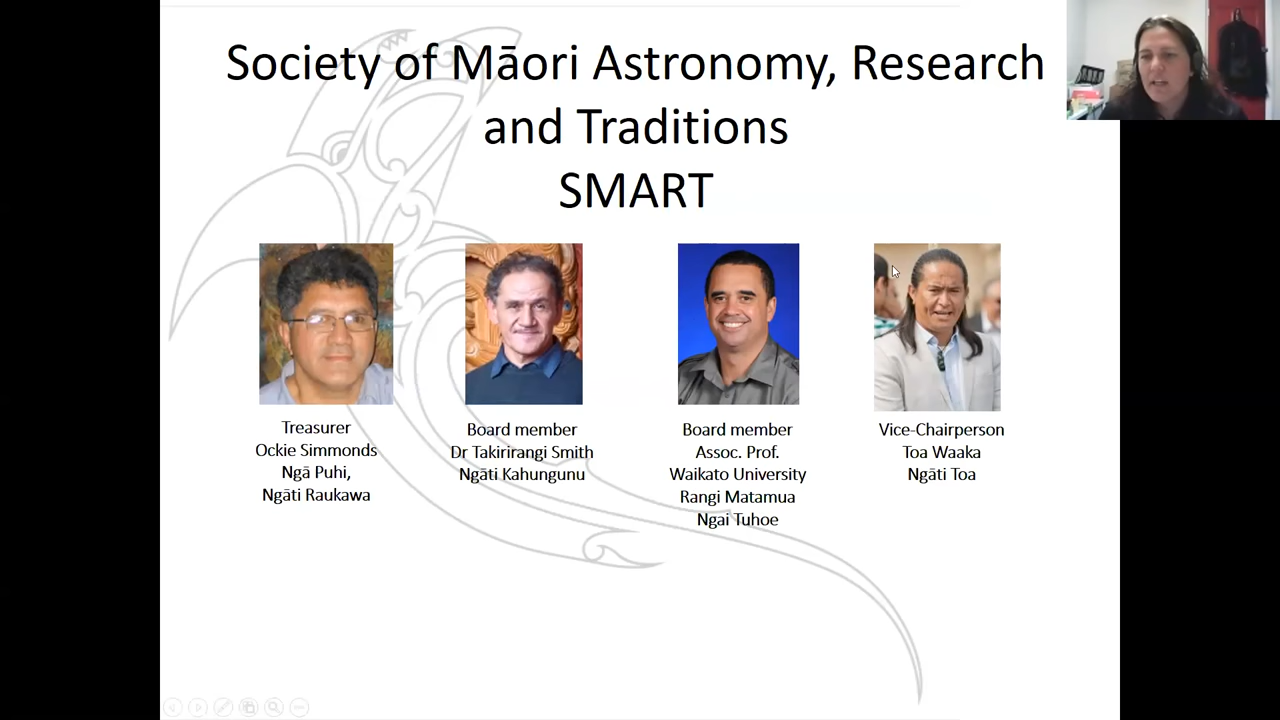 Society of Māori Astronomy, Research
and Traditions
SMART
Treasurer
Ockie Simmonds
Ngā Puhi,
Ngāti Raukawa
Board member
Dr Takirirangi Smith
Ngāti Kahungunu
Board member
Assoc. Prof.
Waikato University
Rangi Matamua
Ngai Tuhoe
Vice-Chairperson
Toa Waaka
Ngāti Toa